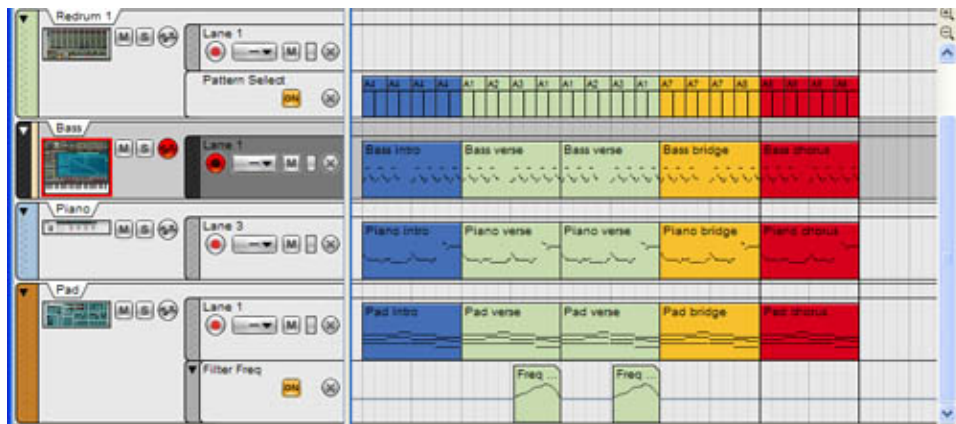 Redrum 1
M S
Lane 1
M
Pattern Select
ON
A4 A4 A4 A4 A1 A2 A3 A1 A1 A2 A3 A1 A7 A7 A7 A8
Bass
M S
Lane 1
M
Bass intro Bass verse Bass verse Bass bridge Bass chorus
Piano
M S
Lane 3
M
Piano intro Piano verse Piano verse Piano bridge Piano chorus
Pad
M S
Lane 1
M
Pad intro Pad verse Pad verse Pad bridge Pad chorus
Filter Freq
ON
Freq ... Freq ...